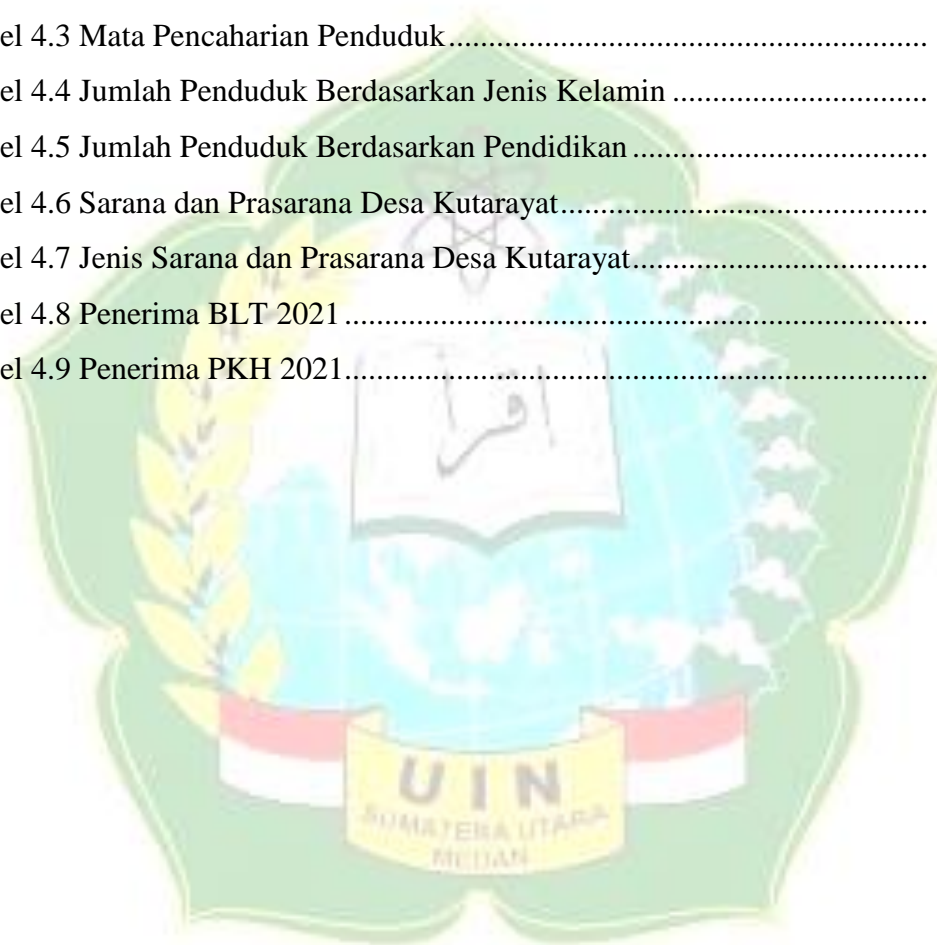 el 4.3 Mata Pencaharian Penduduk............................................................
el 4.4 Jumlah Penduduk Berdasarkan Jenis Kelamin ................................
el 4.5 Jumlah Penduduk Berdasarkan Pendidikan .....................................
el 4.6 Sarana dan Prasarana Desa Kutarayat..............................................
el 4.7 Jenis Sarana dan Prasarana Desa Kutarayat.....................................
el 4.8 Penerima BLT 2021 .........................................................................
el 4.9 Penerima PKH 2021.........................................................................
اقرأ
UIN
SUMATERA UTARA
MEDAN